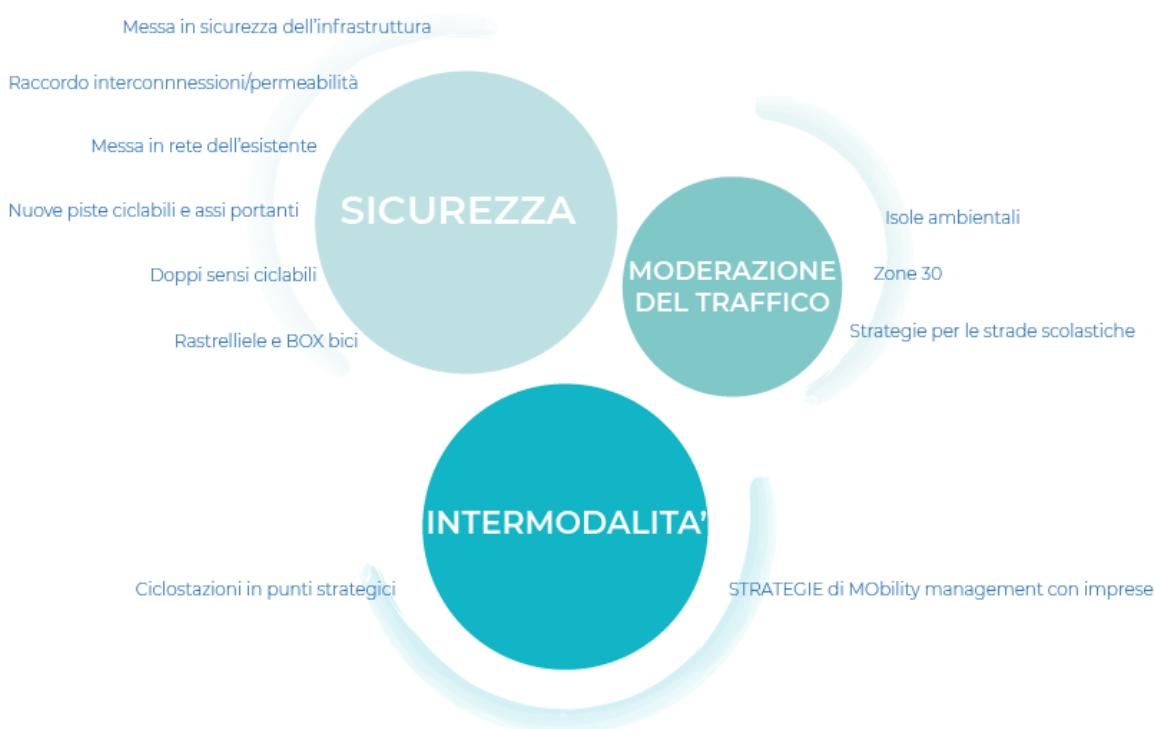 Messa in sicurezza dell'infrastruttura
Raccordo interconnnessioni/permeabilità
Messa in rete dell'esistente
Nuove piste ciclabili e assi portanti
Doppi sensi ciclabili
Rastrelliele e BOX bici
SICUREZZA
MODERAZIONE
DEL TRAFFICO
Isole ambientali
Zone 30
Strategie per le strade scolastiche
INTERMODALITA'
Ciclostazioni in punti strategici
STRATEGIE di MObility management con imprese